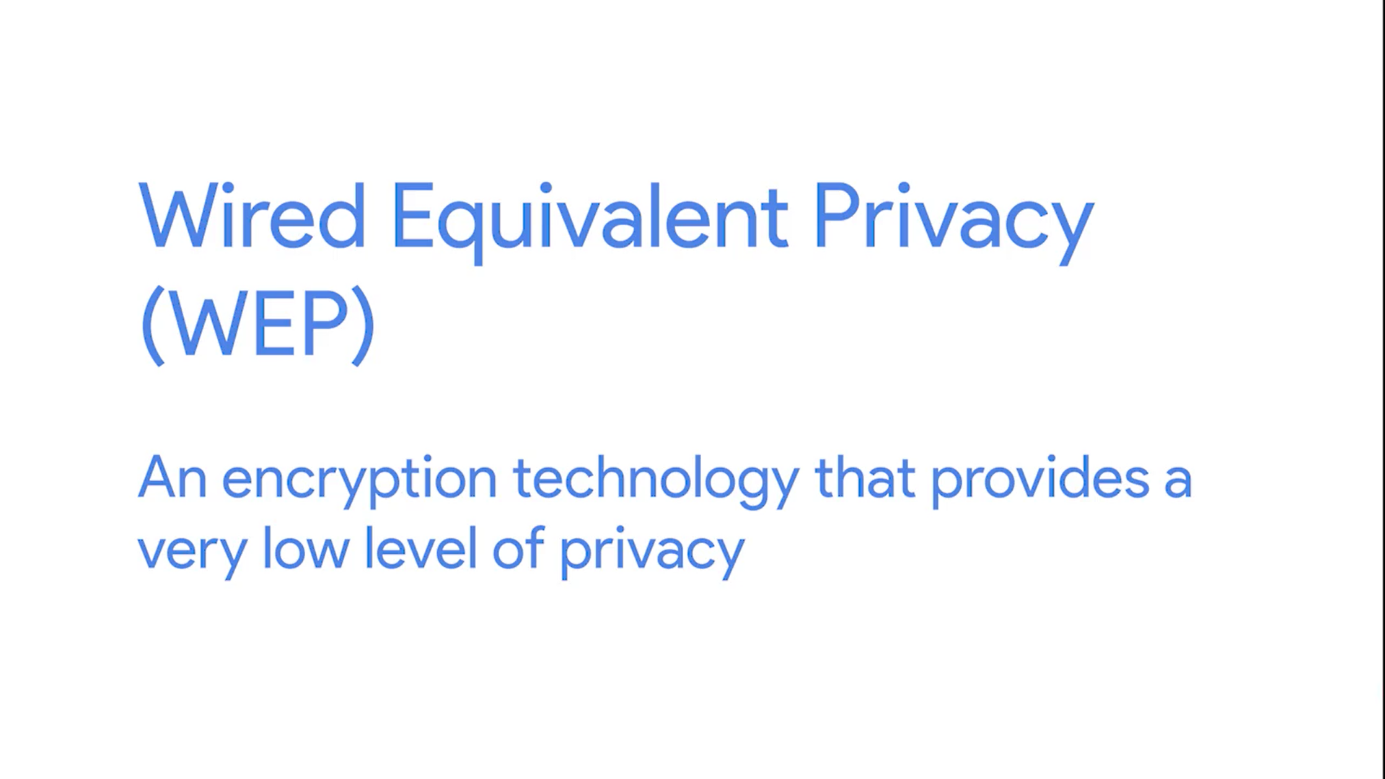 Wired Equivalent Privacy
(WEP)
An encryption technology that provides a
very low level of privacy